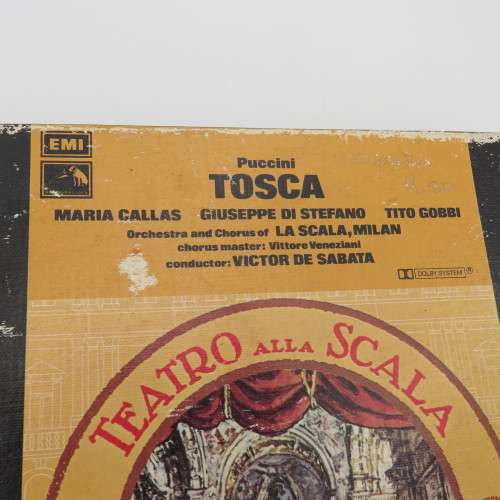 EMI
Puccini
TOSCA
MARIA CALLAS GIUSEPPE DI STEFANO TITO GOBBI
Orchestra and Chorus of LA SCALA, MILAN
chorus master: Vittore Veneziani
conductor: VICTOR DE SABATA
DOLBY SYSTEM ®
TEATRO ALLA SCALA